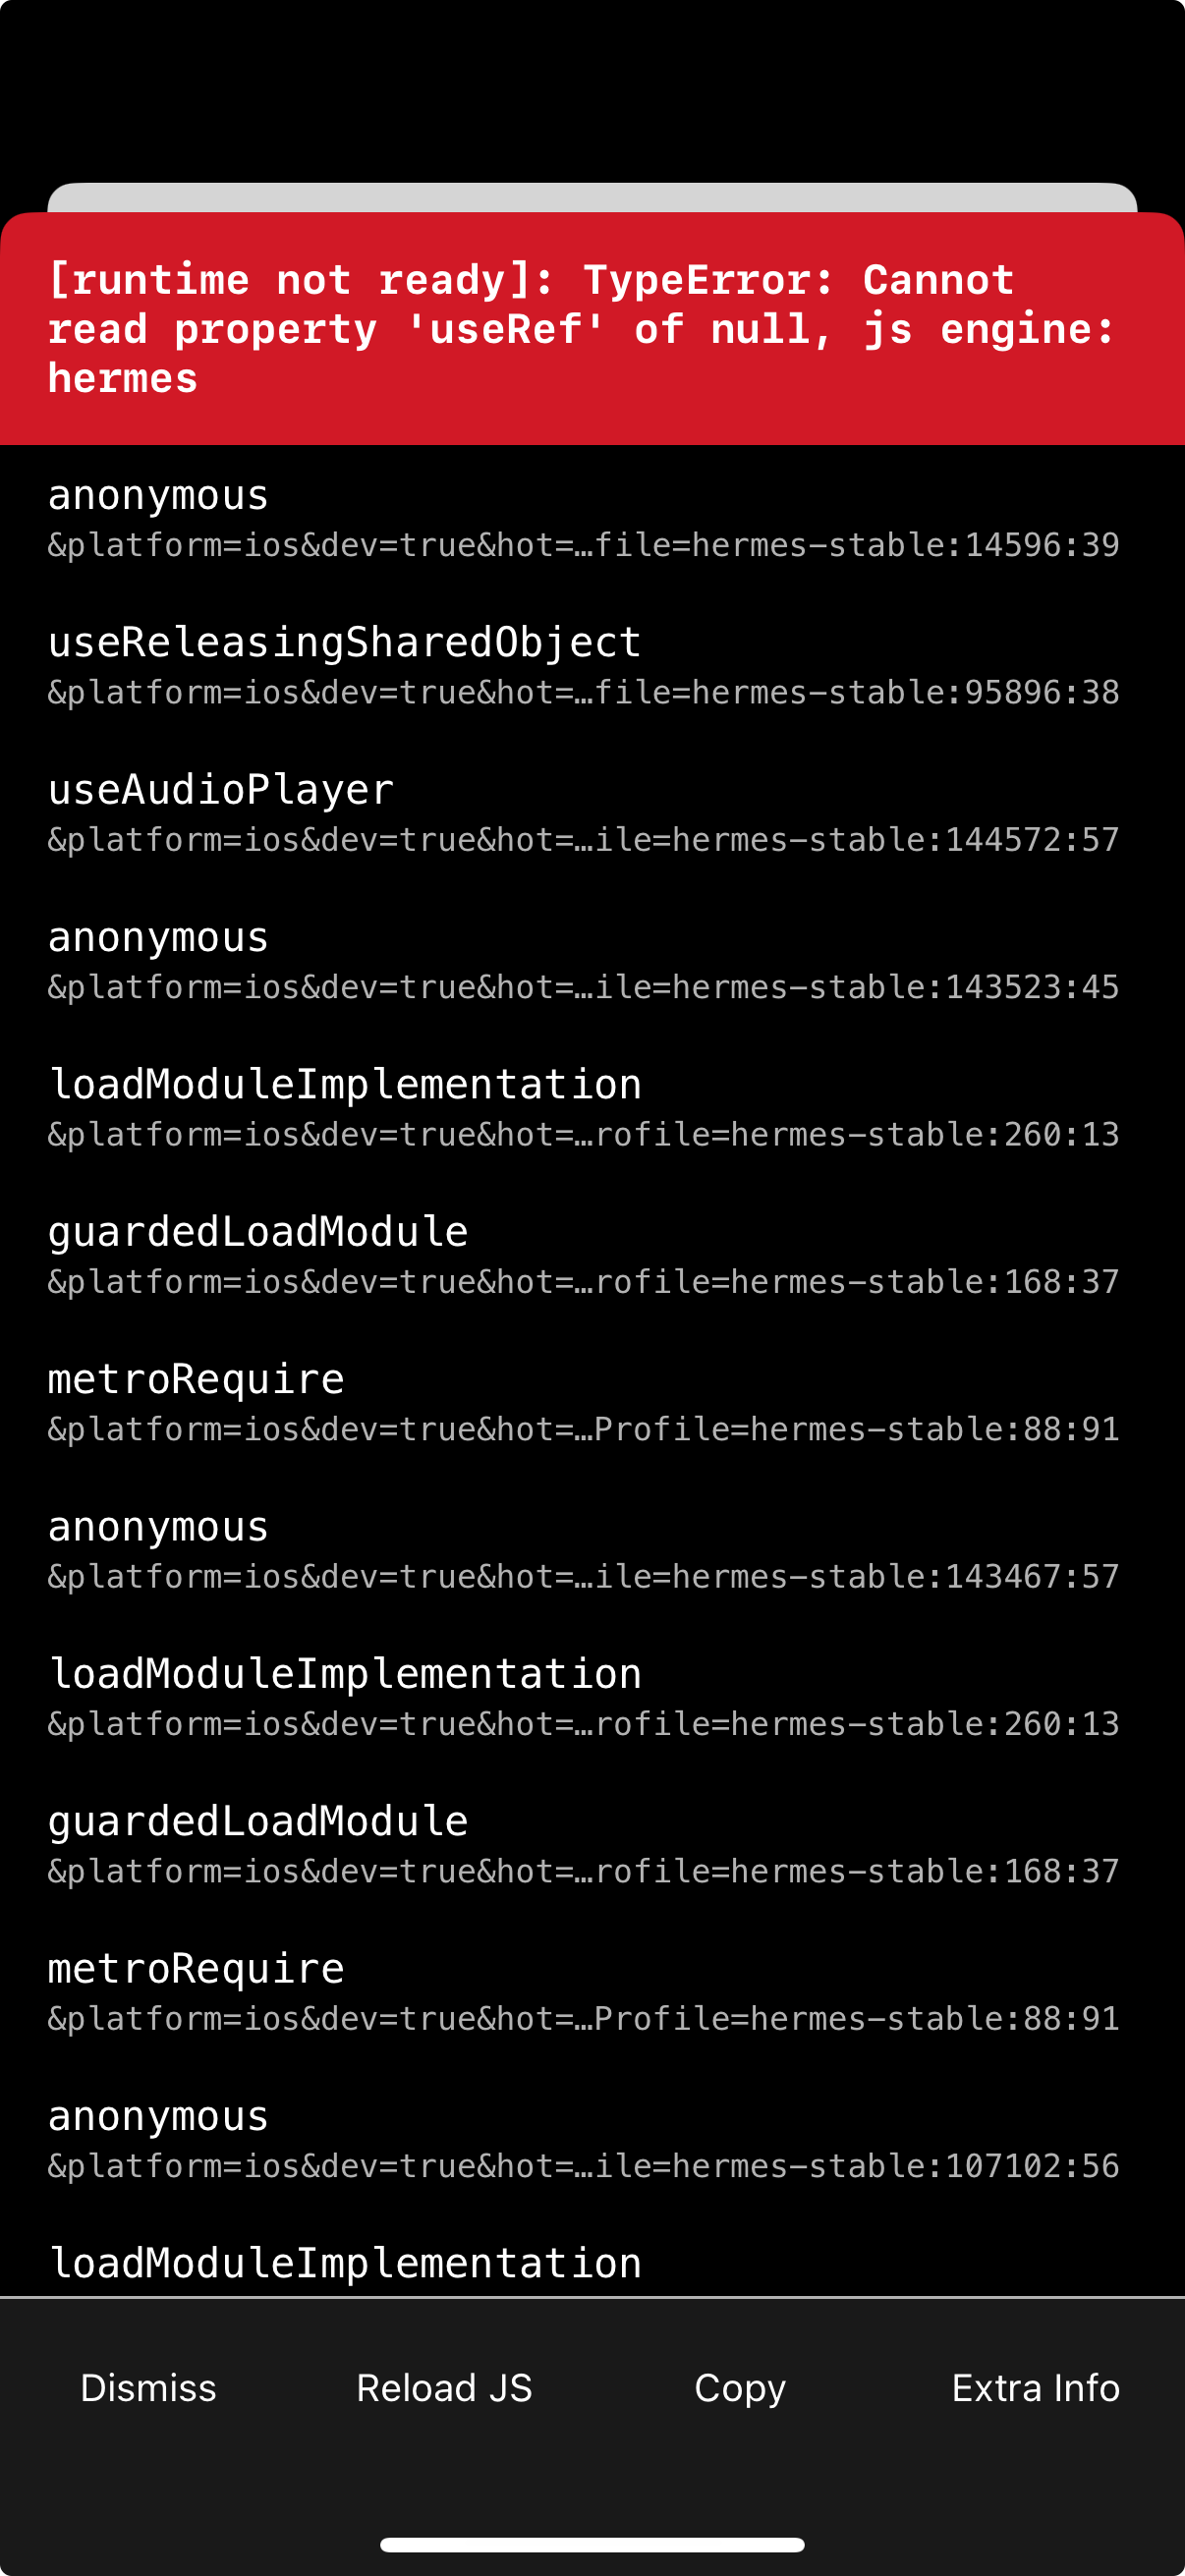 [runtime not ready]: TypeError: Cannot
read property 'useRef' of null, js engine:
hermes
anonymous
&platform=ios&dev=true&hot=…file=hermes-stable:14596:39
useReleasingSharedObject
&platform=ios&dev=true&hot=…file=hermes-stable:95896:38
useAudioPlayer
&platform=ios&dev=true&hot=…ile=hermes-stable:144572:57
anonymous
&platform=ios&dev=true&hot=…ile=hermes-stable:143523:45
loadModuleImplementation
&platform=ios&dev=true&hot=…rofile=hermes-stable:260:13
guardedLoadModule
&platform=ios&dev=true&hot=…rofile=hermes-stable:168:37
metroRequire
&platform=ios&dev=true&hot=…Profile=hermes-stable:88:91
anonymous
&platform=ios&dev=true&hot=…ile=hermes-stable:143467:57
loadModuleImplementation
&platform=ios&dev=true&hot=…rofile=hermes-stable:260:13
guardedLoadModule
&platform=ios&dev=true&hot=…rofile=hermes-stable:168:37
metroRequire
&platform=ios&dev=true&hot=…Profile=hermes-stable:88:91
anonymous
&platform=ios&dev=true&hot=…ile=hermes-stable:107102:56
loadModuleImplementation
Dismiss Reload JS Copy Extra Info